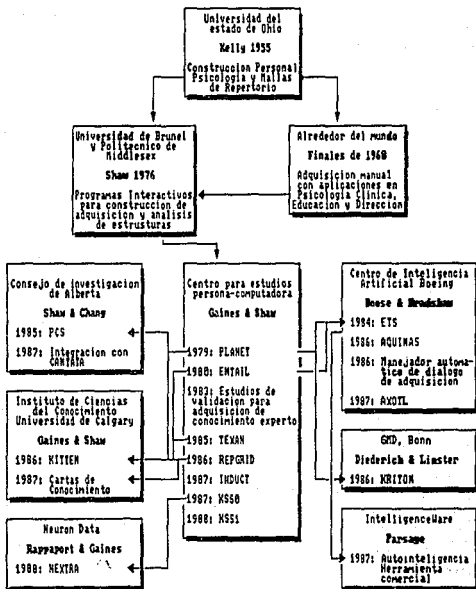 Universidad del
estado de Ohio
Kelly 1955
Construccion Personal
Psicologia y Mallas
de Repertorio
Universidad de Brunel
y Politecnico de
Middlesex
Shaw 1976
Programas Interactivos
para construccion de
adquisicion y analisis
de estrusturas
Alrededor del mundo
Finales de 1960
Adquisicion manual
con aplicaciones en
Psicologia Clinica,
Educacion y Direccion
Consejo de investigacion
de Alberta
Shaw & Chang
1985: PCS
1987: Integracion con
CANTATA
Instituto de Ciencias
del Conocimiento
Universidad de Calgary
Gaines & Shaw
1986: KITTEN
1987: Cartas de
Conocimiento
Neuron Data
Rappaport & Gaines
1988: NEXTRA
Centro para estudios
persona-computadora
Gaines & Shaw
1979: PLANET
1980: ENTAIL
1983: Estudios de
validacion para
adquisicion de
conocimiento experto
1985: TEXAN
1986: REPGRID
1987: INDUCT
1987: KSS0
1988: KSS1
Centro de Inteligencia
Artificial Boeing
Boose & Bradshaw
1984: ETS
1986: AQUINAS
1986: Manejador automa-
tico de dialogo
de adquisicion
1987: AXOTL
GMD, Bonn
Diederich & Linster
1986: KRITON
IntelligenceWare
Parsaye
1987: Autointeligencia
Herramienta
comercial